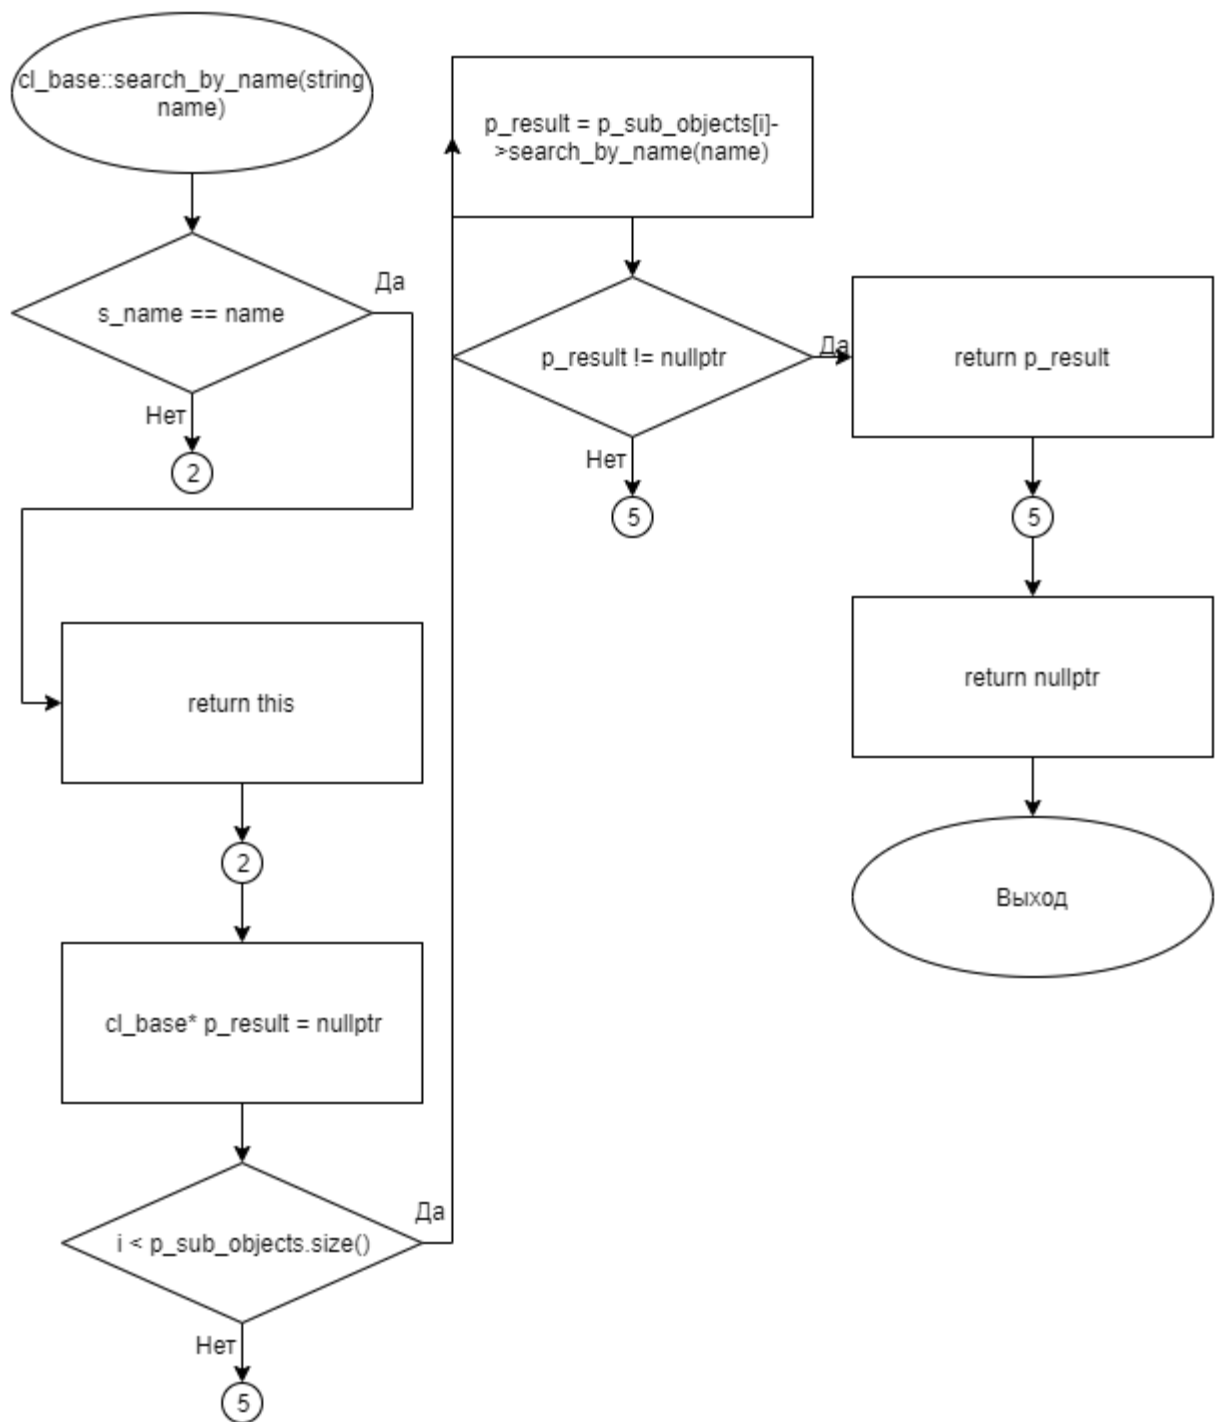 cl_base::search_by_name(string
name)
s_name == name
Да
Нет
2
return this
2
cl_base* p_result = nullptr
i < p_sub_objects.size()
Да
Нет
5
p_result = p_sub_objects[i]-
>search_by_name(name)
p_result != nullptr
Да
Нет
5
return p_result
5
return nullptr
Выход